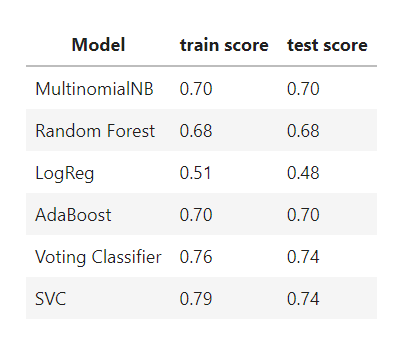 Model train score test score
MultinomialNB 0.70 0.70
Random Forest 0.68 0.68
LogReg 0.51 0.48
AdaBoost 0.70 0.70
Voting Classifier 0.76 0.74
SVC 0.79 0.74